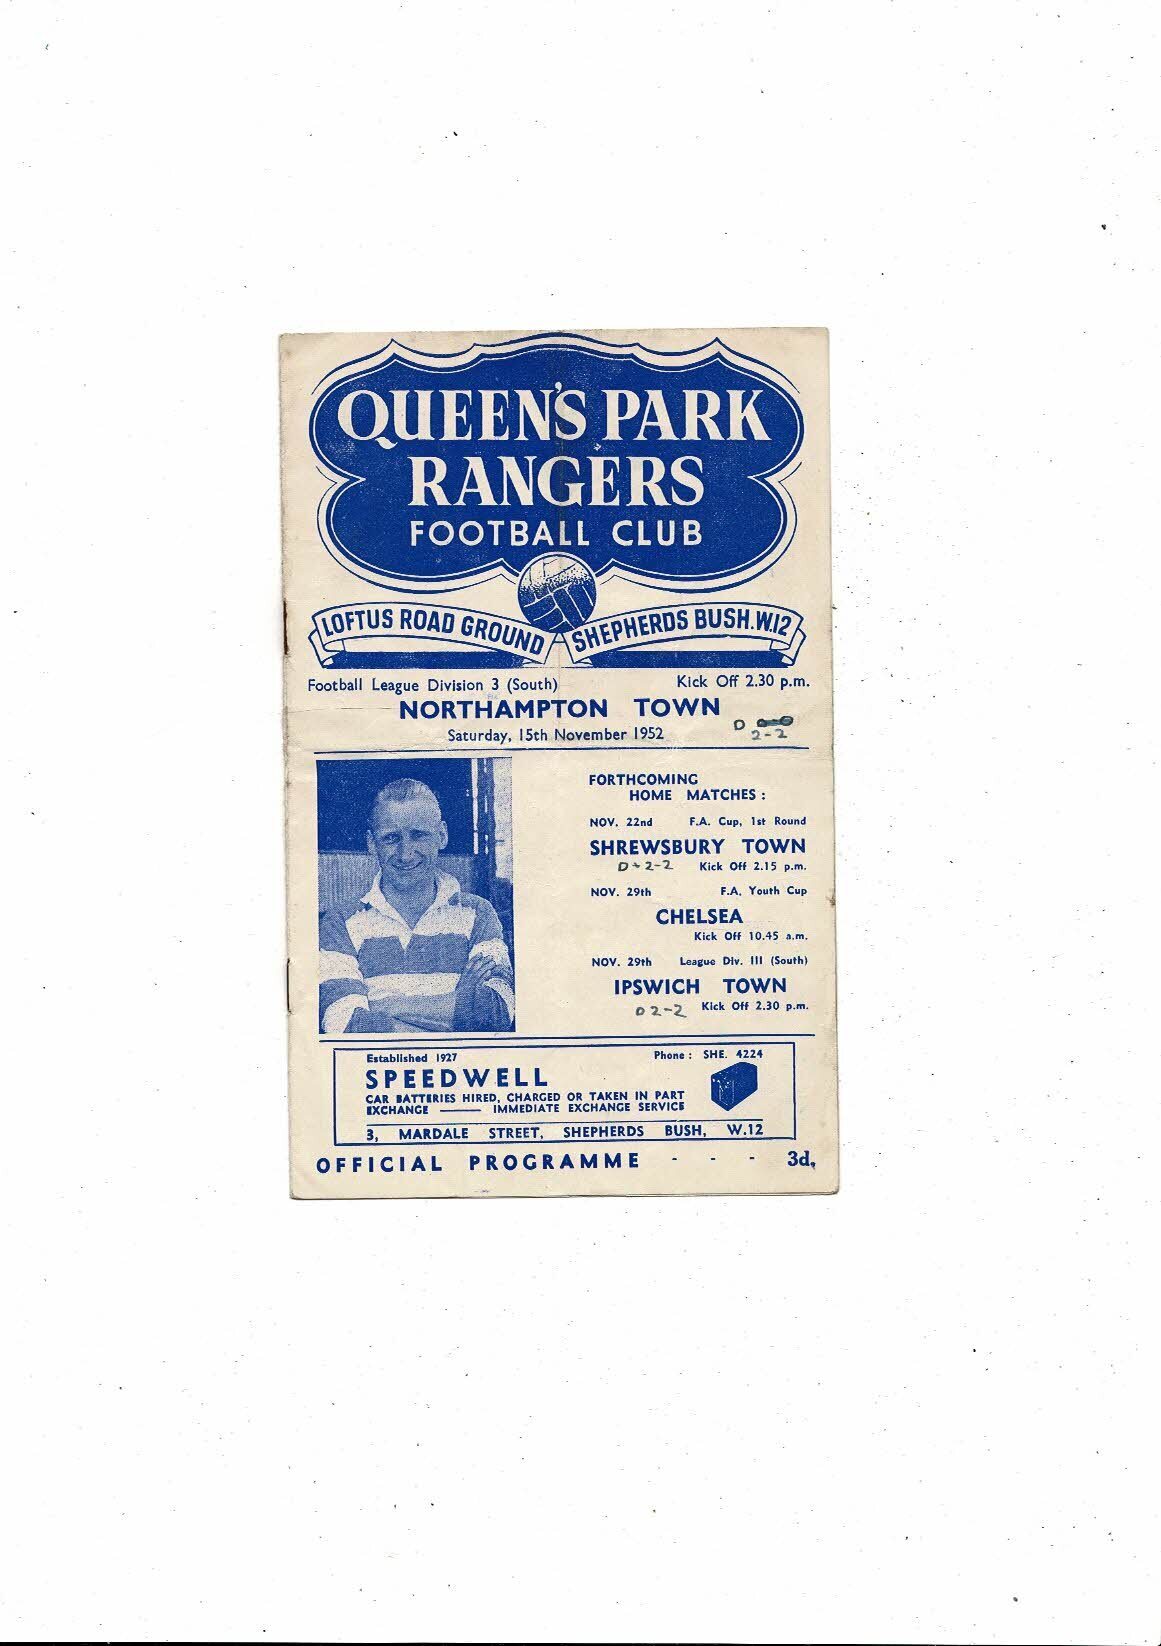 QUEEN'S PARK
RANGERS
FOOTBALL CLUB
LOFTUS ROAD GROUND
SHEPHERDS BUSH. W.12
Football League Division 3 (South) Kick Off 2.30 p.m.
NORTHAMPTON TOWN
Saturday, 15th November 1952
D
2-2
FORTHCOMING
HOME MATCHES :
NOV. 22nd F.A. Cup, 1st Round
SHREWSBURY TOWN
D - 2-2 Kick Off 2.15 p.m.
NOV. 29th F.A. Youth Cup
CHELSEA
Kick Off 10.45 a.m.
NOV. 29th League Div. III (South)
IPSWICH TOWN
D 2-2 Kick Off 2.30 p.m.
Established 1927 Phone : SHE. 4224
SPEEDWELL
CAR BATTERIES HIRED, CHARGED OR TAKEN IN PART
EXCHANGE —— IMMEDIATE EXCHANGE SERVICE
3, MARDALE STREET, SHEPHERDS BUSH, W.12
OFFICIAL PROGRAMME - - - 3d.